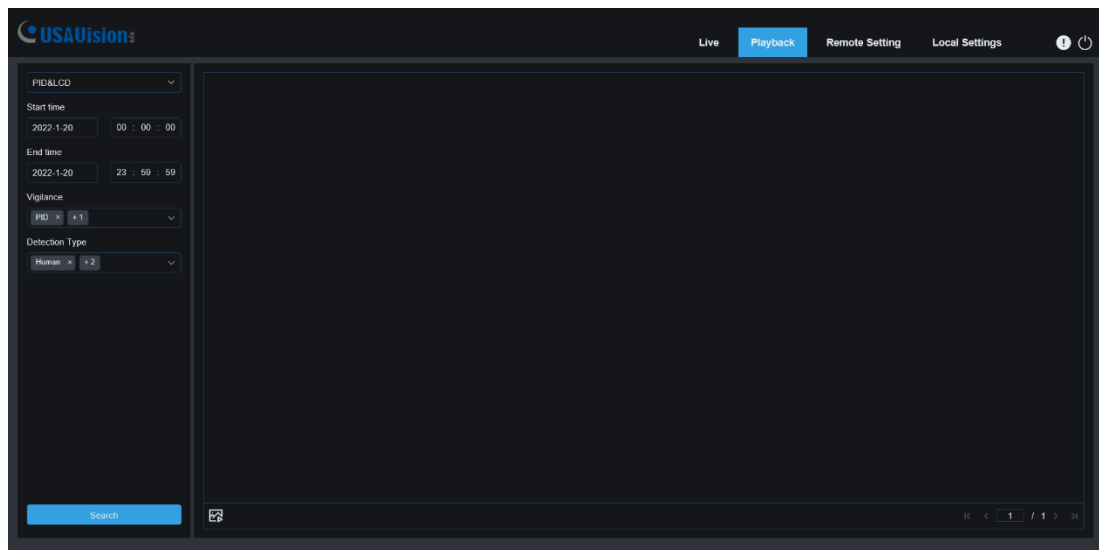 USAVision
Live Playback Remote Setting Local Settings
PID&LCD
Start time
2022-1-20 00 : 00 : 00
End time
2022-1-20 23 : 59 : 59
Vigilance
PID × +1
Detection Type
Human × +2
Search
1 / 1